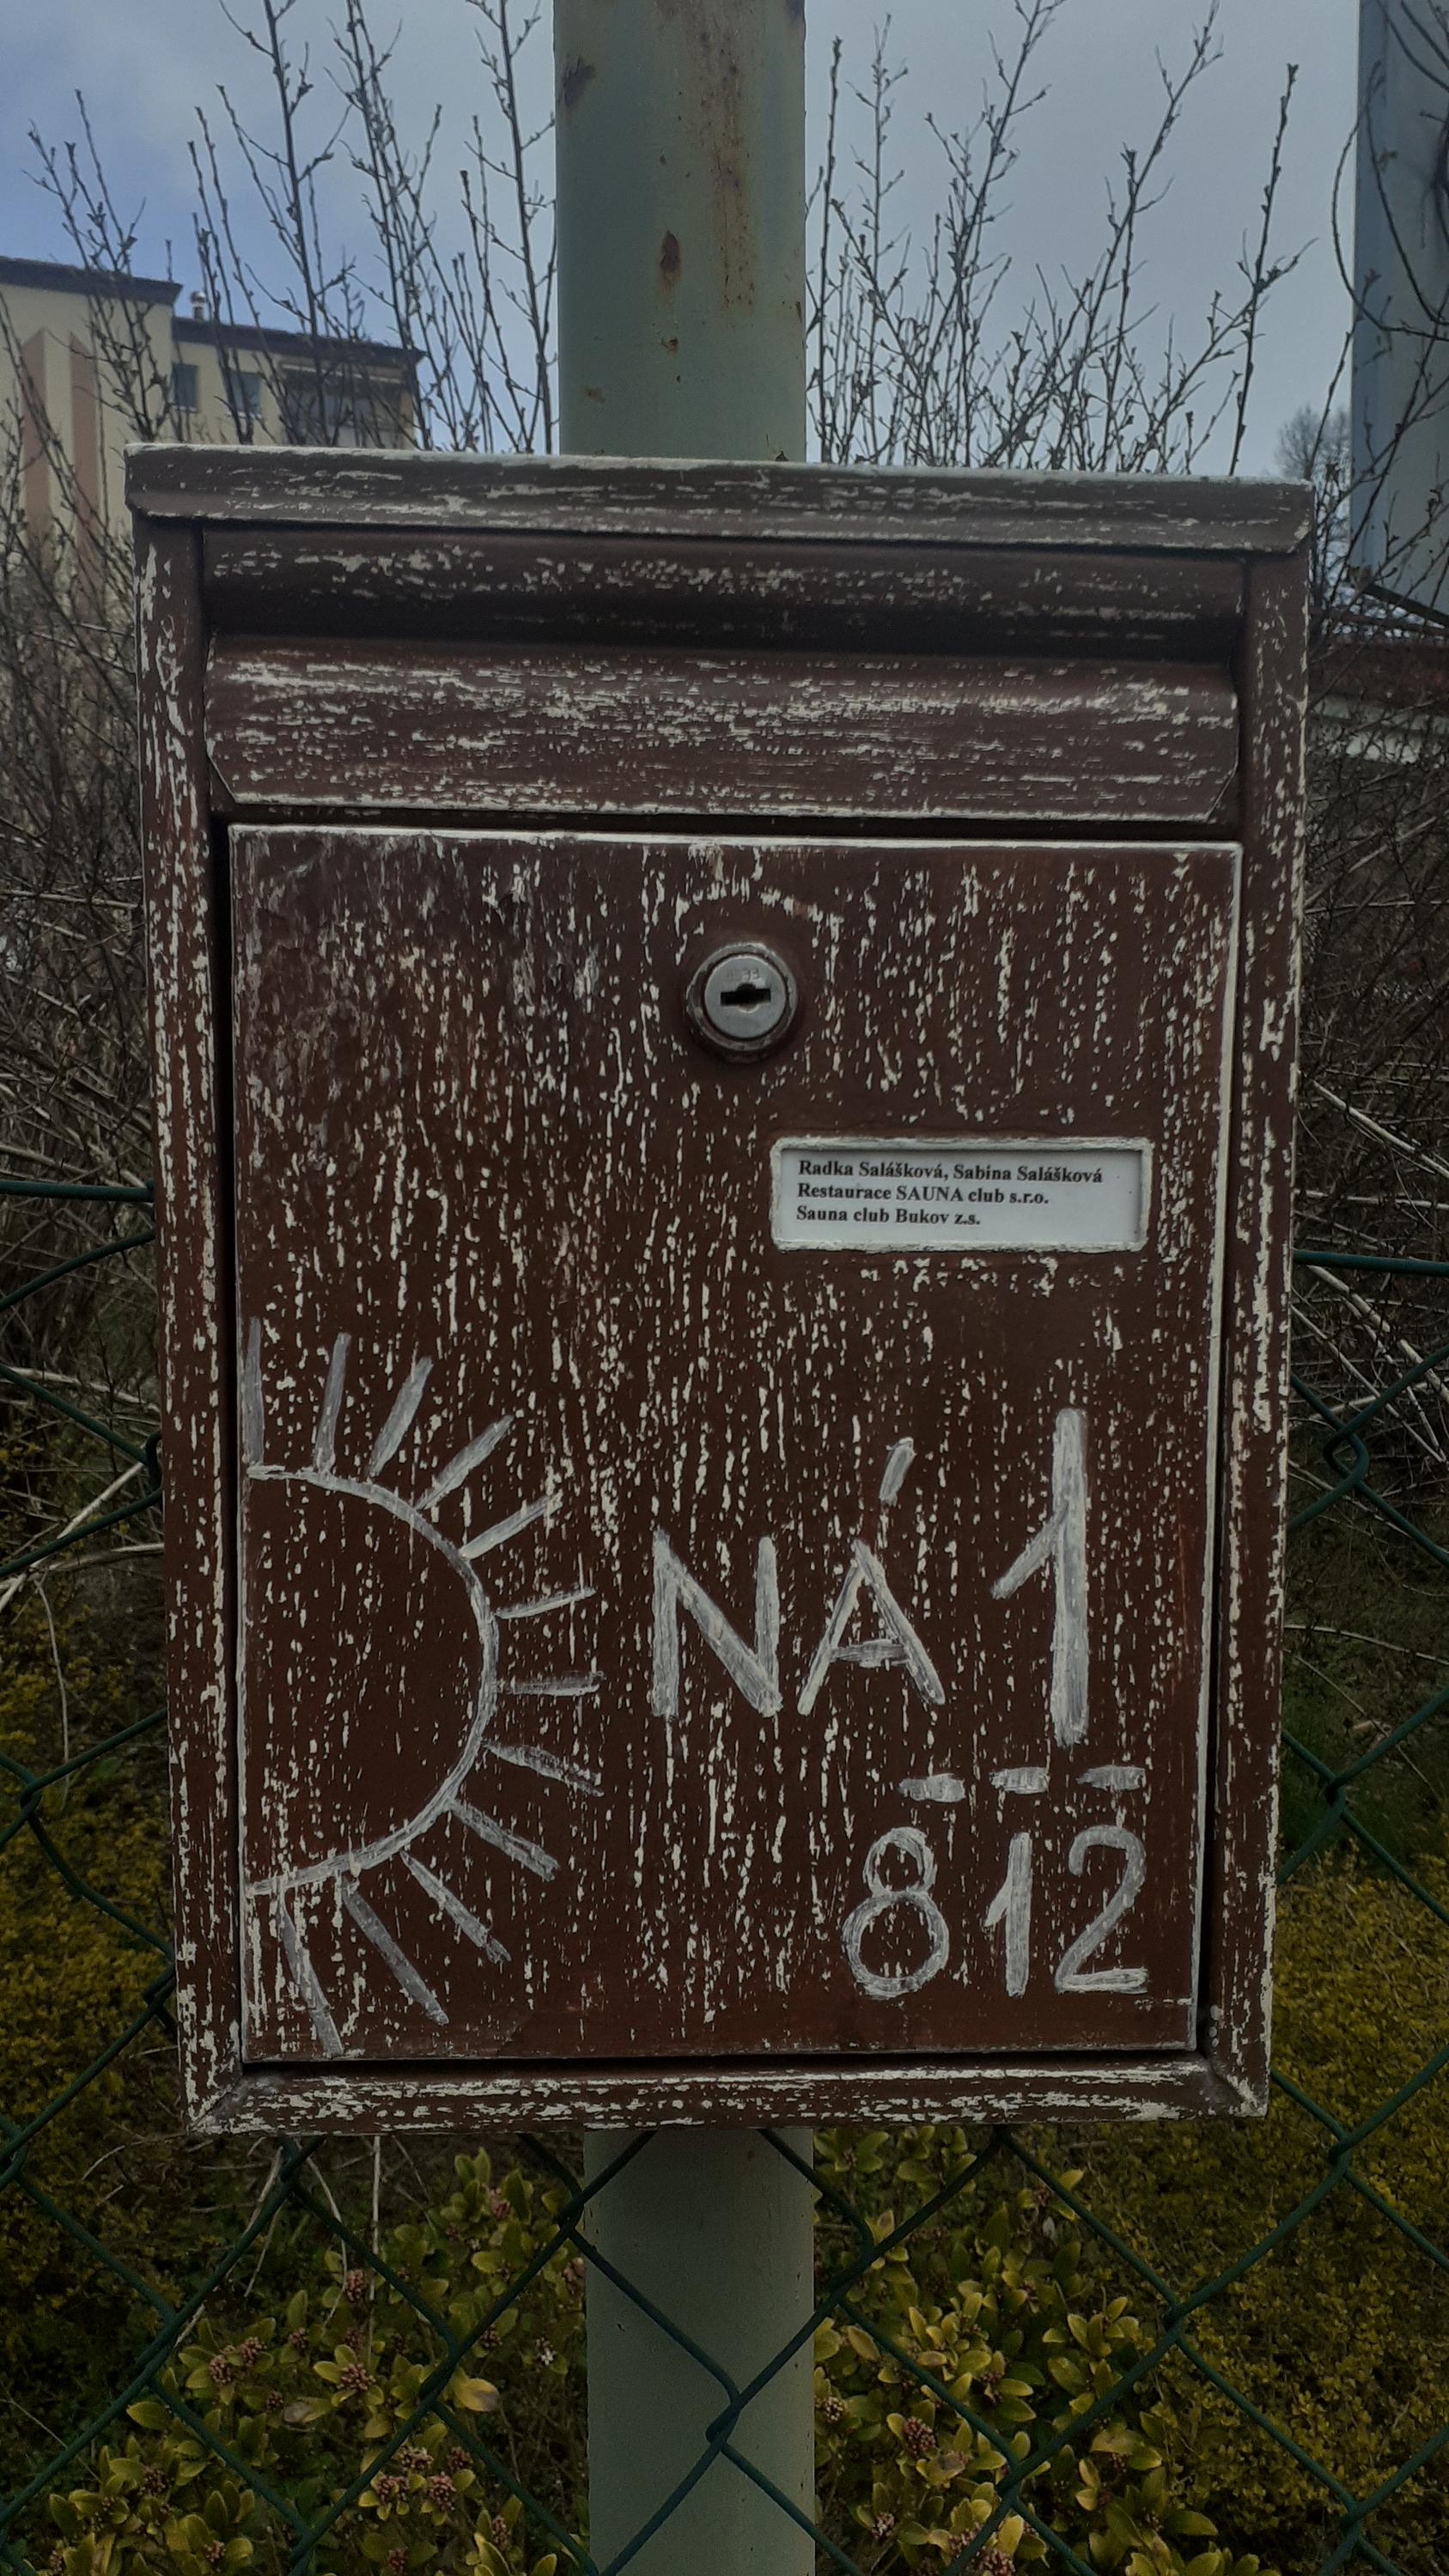 Radka Salášková, Sabina Salášková
Restaurace SAUNA club s.r.o.
Sauna club Bukov z.s.
NÁ 1
812